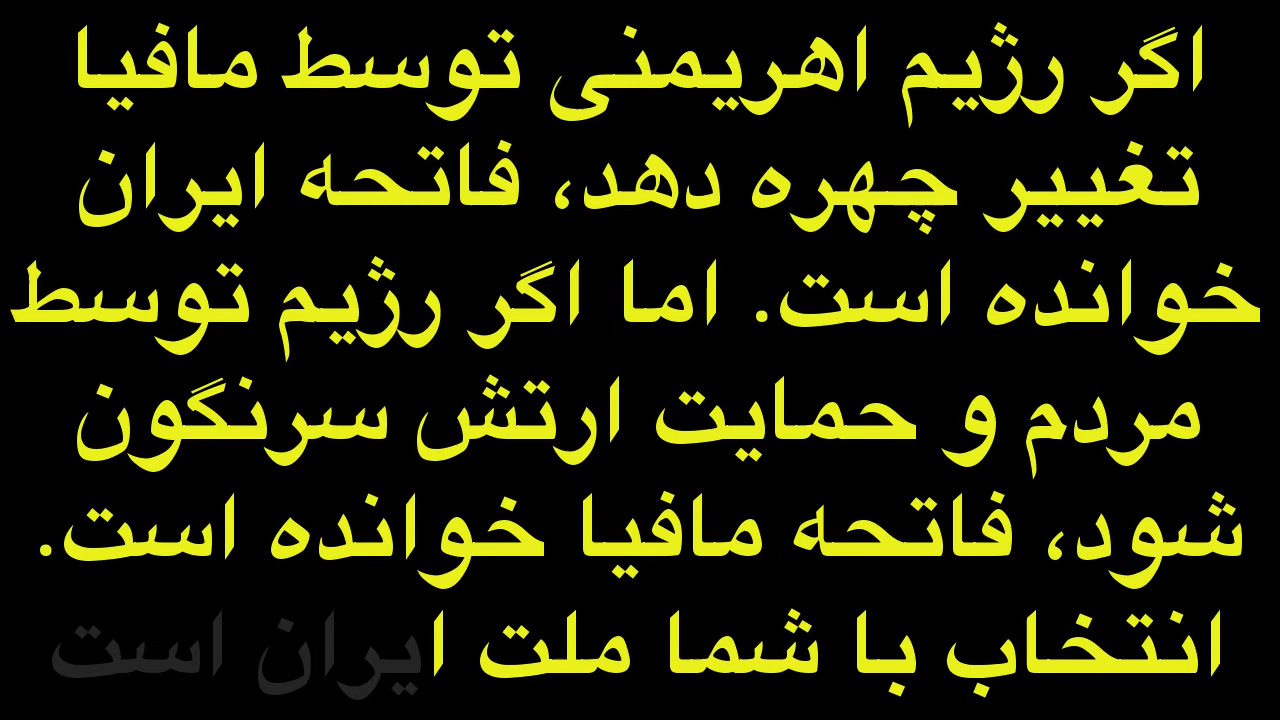 اگر رژیم اهریمنی توسط مافیا
تغییر چهره دهد، فاتحه ایران
خوانده است. اما اگر رژیم توسط
مردم و حمایت ارتش سرنگون
شود، فاتحه مافیا خوانده است.
انتخاب با شما ملت ایران است